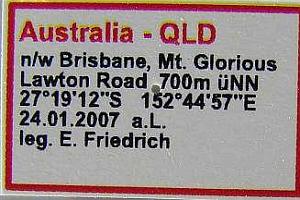 Australia - QLD
n/w Brisbane, Mt. Glorious
Lawton Road 700m üNN
27°19'12"S 152°44'57"E
24.01.2007 a.L.
leg. E. Friedrich